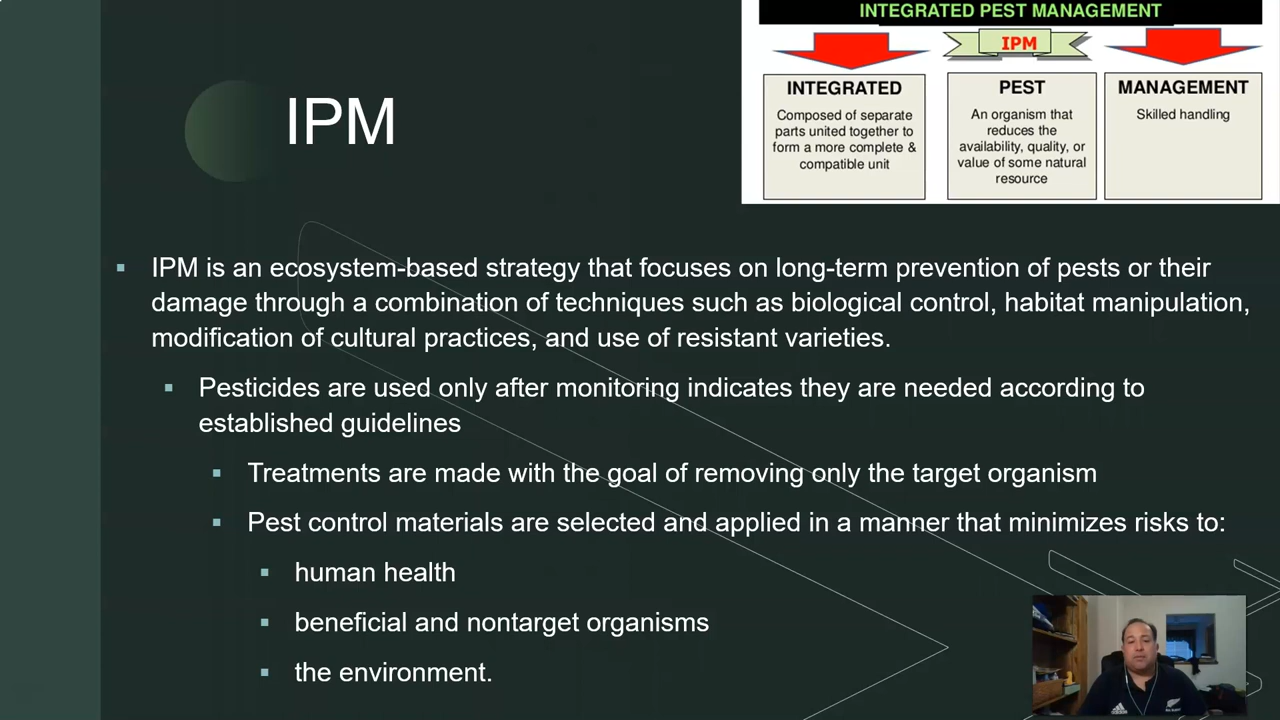 INTEGRATED PEST MANAGEMENT
IPM
INTEGRATED
Composed of separate
parts united together to
form a more complete &
compatible unit
PEST
An organism that
reduces the
availability, quality, or
value of some natural
resource
MANAGEMENT
Skilled handling
IPM
▪ IPM is an ecosystem-based strategy that focuses on long-term prevention of pests or their
damage through a combination of techniques such as biological control, habitat manipulation,
modification of cultural practices, and use of resistant varieties.
▪ Pesticides are used only after monitoring indicates they are needed according to
established guidelines
▪ Treatments are made with the goal of removing only the target organism
▪ Pest control materials are selected and applied in a manner that minimizes risks to:
▪ human health
▪ beneficial and nontarget organisms
▪ the environment.